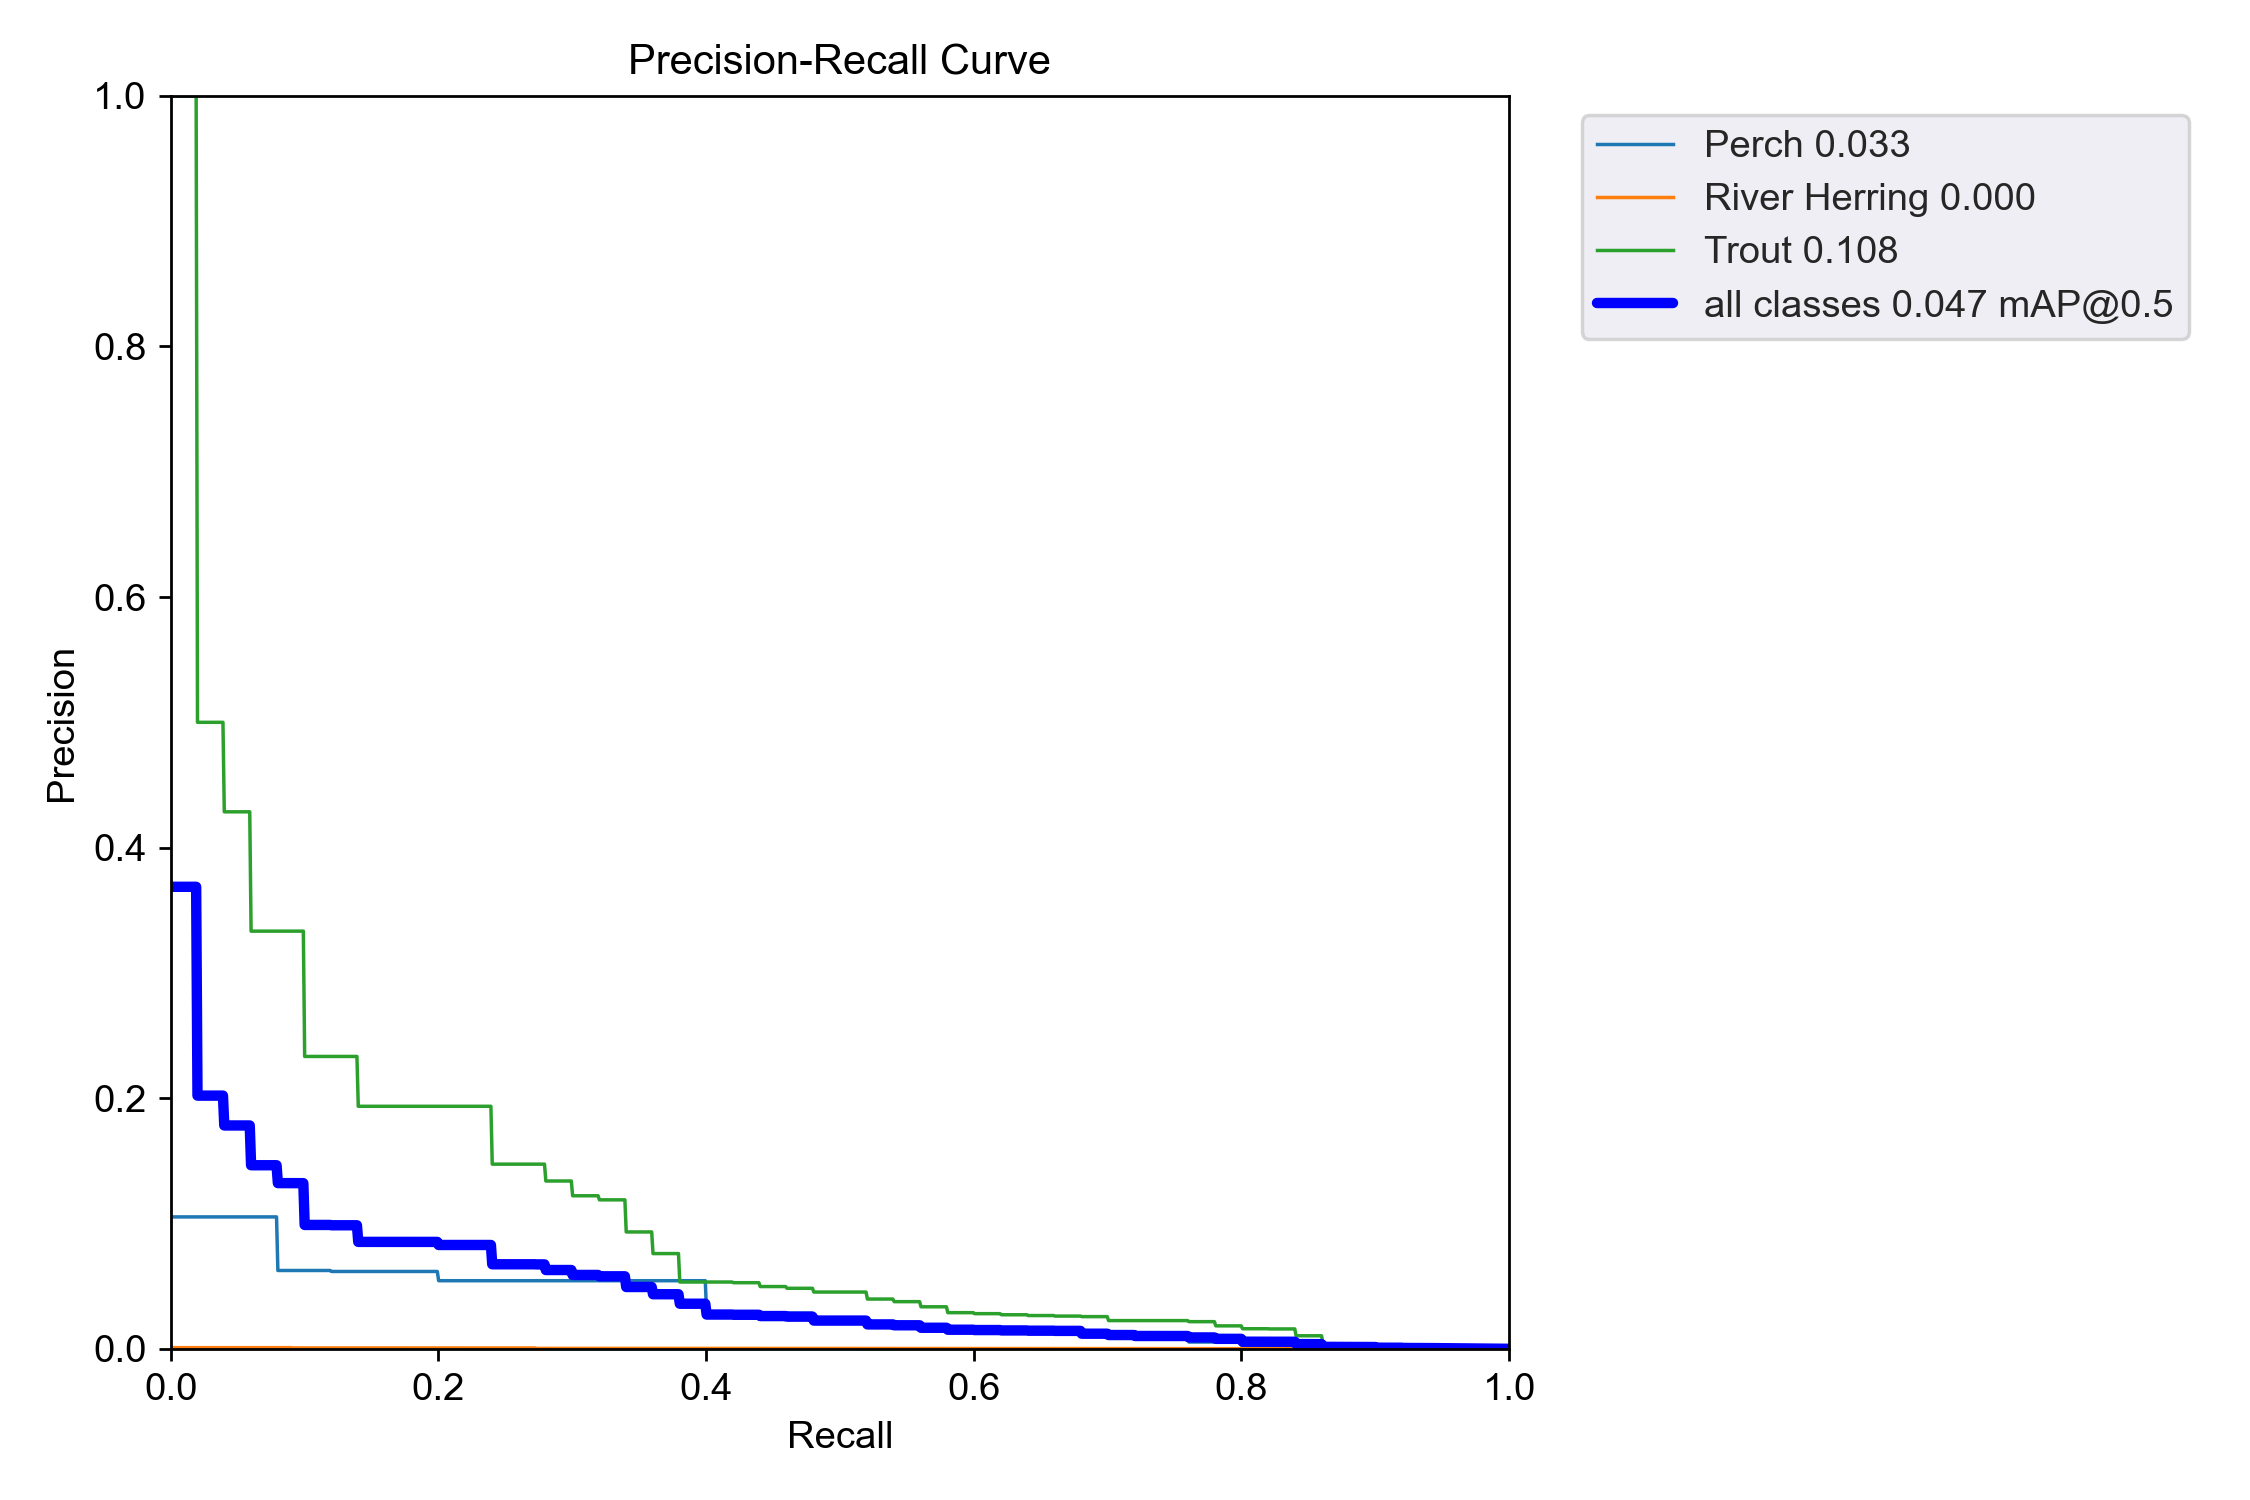 Precision-Recall Curve
1.0
0.8
0.6
0.4
0.2
0.0
Precision
0.0 0.2 0.4 0.6 0.8 1.0
Recall
Perch 0.033
River Herring 0.000
Trout 0.108
all classes 0.047 mAP@0.5